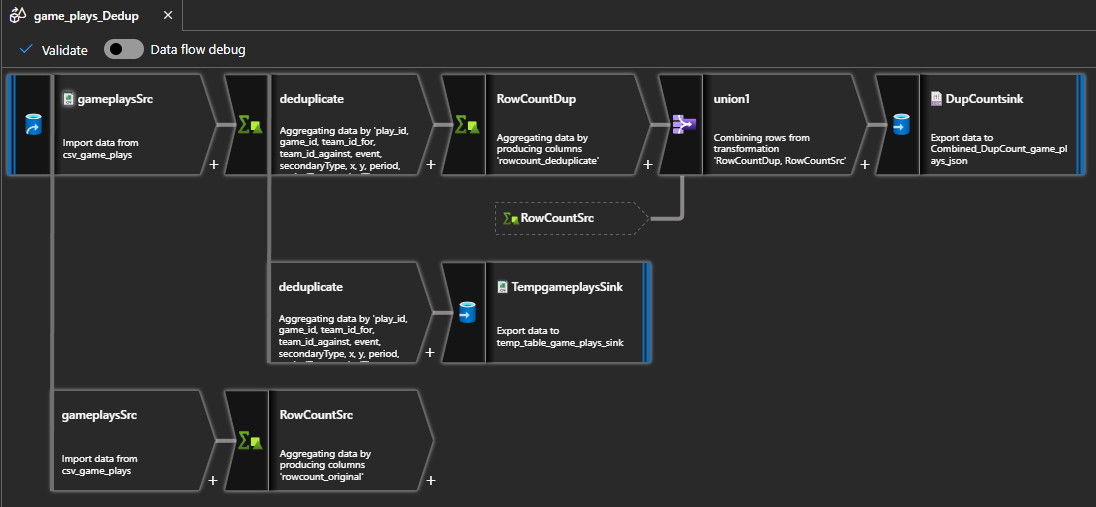 game_plays_Dedup
Validate
Data flow debug
gameplaysSrc
Import data from
csv_game_plays
deduplicate
Aggregating data by 'play_id,
game_id, team_id_for,
team_id_against, event,
secondaryType, x, y, period,
RowCountDup
Aggregating data by
producing columns
'rowcount_deduplicate'
union1
Combining rows from
transformation
'RowCountDup, RowCountSrc'
DupCountsink
Export data to
Combined_DupCount_game_pl
ays_json
RowCountSrc
deduplicate
Aggregating data by 'play_id,
game_id, team_id_for,
team_id_against, event,
secondaryType, x, y, period,
TempgameplaysSink
Export data to
temp_table_game_plays_sink
gameplaysSrc
Import data from
csv_game_plays
RowCountSrc
Aggregating data by
producing columns
'rowcount_original'